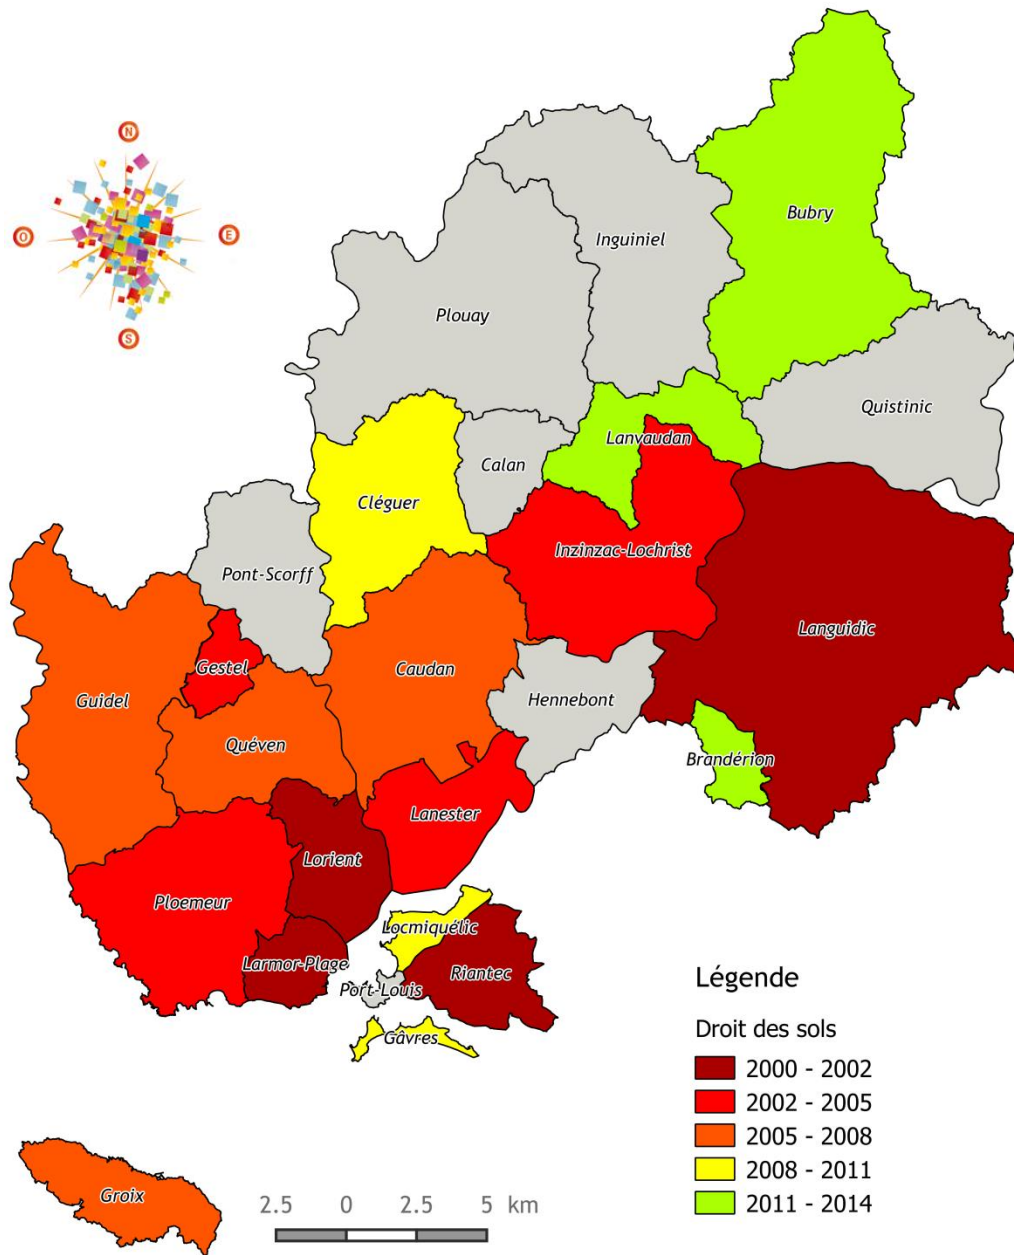 N
O
E
S
Bubry
Inguiniel
Plouay
Quistinic
Lanvaudan
Calan
Cléguer
Inzinzac-Lochrist
Pont-Scorff
Languidic
Gestel
Caudan
Guidel
Hennebont
Quéven
Brandérion
Lanester
Lorient
Ploemeur
Locmiquélic
Larmor-Plage
Riantec
Port-Louis
Gâvres
Groix
Légende
Droit des sols
2000 - 2002
2002 - 2005
2005 - 2008
2008 - 2011
2011 - 2014
2.5 0 2.5 5 km